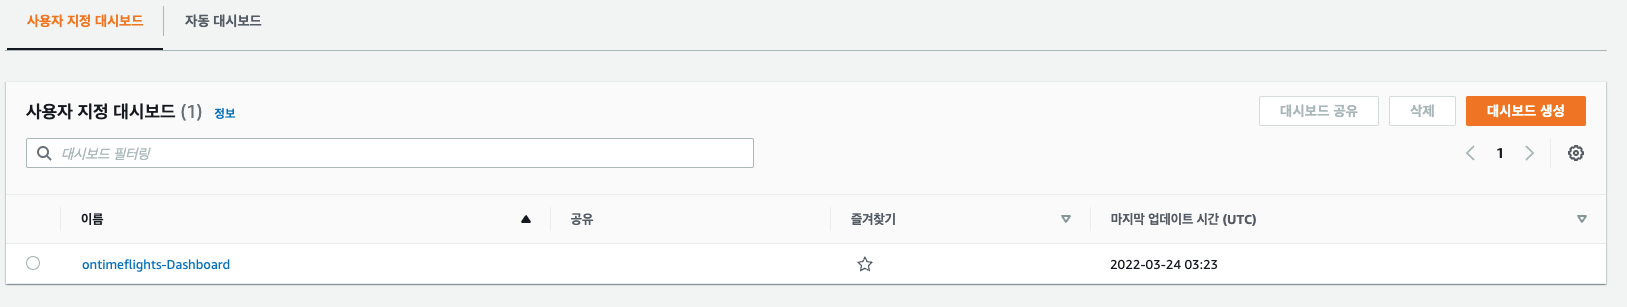 사용자 지정 대시보드 자동 대시보드
사용자 지정 대시보드 (1) 정보 대시보드 공유 삭제 대시보드 생성
대시보드 필터링 1
이름 공유 즐겨찾기 마지막 업데이트 시간 (UTC)
ontimeflights-Dashboard 2022-03-24 03:23